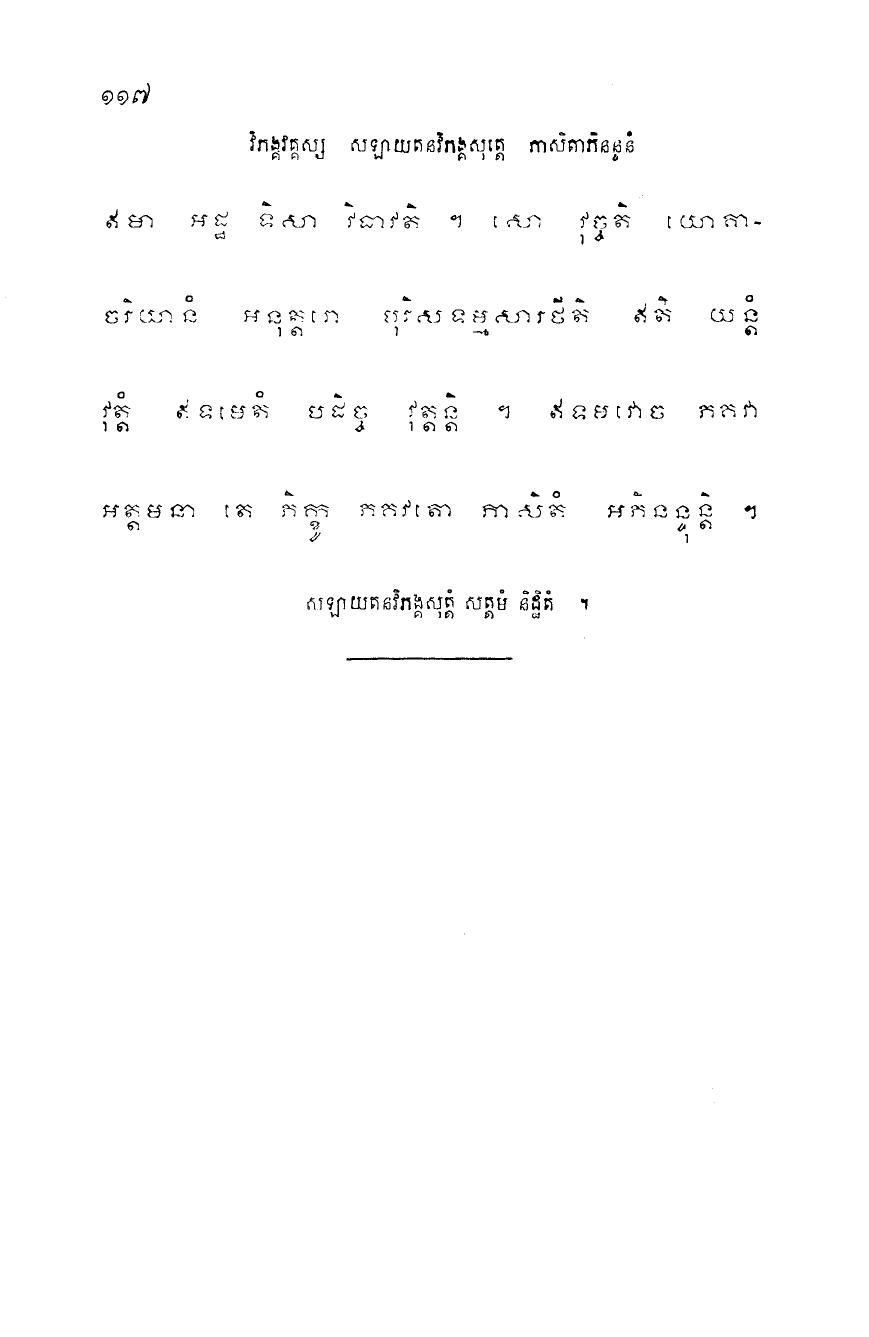 ១១៧
វិភង្គវគ្គស្ស សឡាយតនវិភង្គសុត្តេ ភាសិតាភិនន្ទនំ
ឥមា អដ្ឋ ទិសា វិធាវតិ ។ សោ វុច្ចតិ យោគា-
ចរិយានំ អនុត្តរោ បុរិសទម្មសារថីតិ ឥតិ យន្តំ
វុត្តំ ឥទមេតំ បដិច្ច វុត្តន្តិ ។ ឥទមវោច ភគវា
អត្តមនា តេ ភិក្ខូ ភគវតោ ភាសិតំ អភិនន្ទុន្តិ ។
សឡាយតនវិភង្គសុត្តំ សត្តមំ និដ្ឋិតំ ។